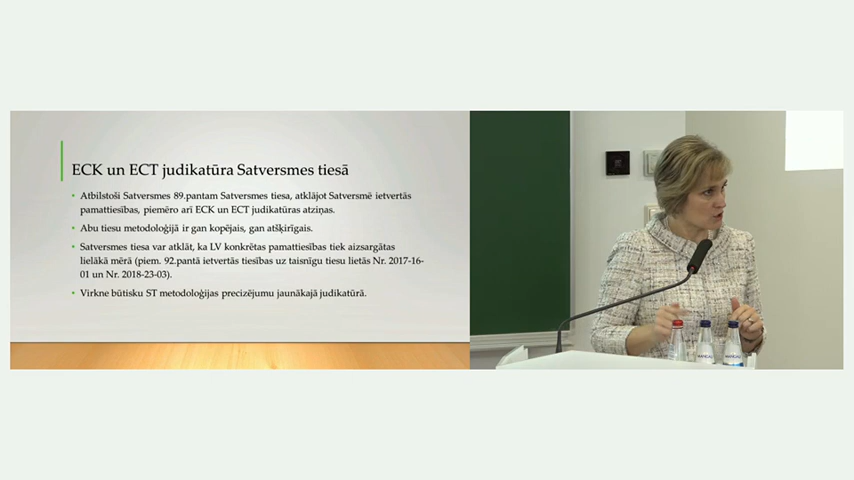 ECK un ECT judikatūra Satversmes tiesā
Atbilstoši Satversmes 89.pantam Satversmes tiesa, atklājot Satversmē ietvertās
pamattiesības, piemēro arī ECK un ECT judikatūras atziņas.
Abu tiesu metodoloģijā ir gan kopējais, gan atšķirīgais.
Satversmes tiesa var atklāt, ka LV konkrētas pamattiesības tiek aizsargātas
lielākā mērā (piem. 92.pantā ietvertās tiesības uz taisnīgu tiesu lietās Nr. 2017-16-
01 un Nr. 2018-23-03).
Virkne būtisku ST metodoloģijas precizējumu jaunākajā judikatūrā.